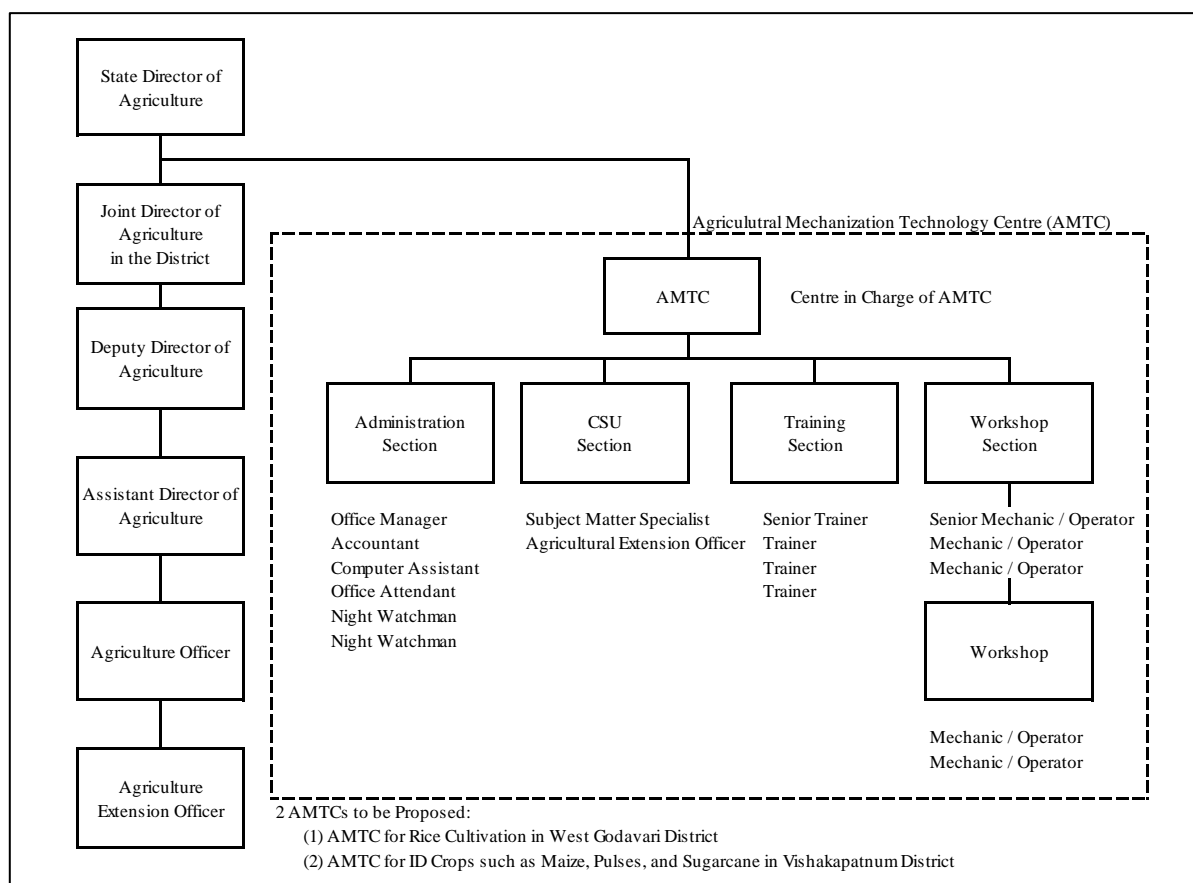 State Director of
Agriculture
Joint Director of
Agriculture
in the District
Deputy Director of
Agriculture
Assistant Director of
Agriculture
Agriculture Officer
Agriculture
Extension Officer
Agriculutral Mechanization Technology Centre (AMTC)
AMTC
Centre in Charge of AMTC
Administration
Section
Office Manager
Accountant
Computer Assistant
Office Attendant
Night Watchman
Night Watchman
CSU
Section
Subject Matter Specialist
Agricultural Extension Officer
Training
Section
Senior Trainer
Trainer
Trainer
Trainer
Workshop
Section
Senior Mechanic / Operator
Mechanic / Operator
Mechanic / Operator
Workshop
Mechanic / Operator
Mechanic / Operator
2 AMTCs to be Proposed:
(1) AMTC for Rice Cultivation in West Godavari District
(2) AMTC for ID Crops such as Maize, Pulses, and Sugarcane in Vishakapatnum District